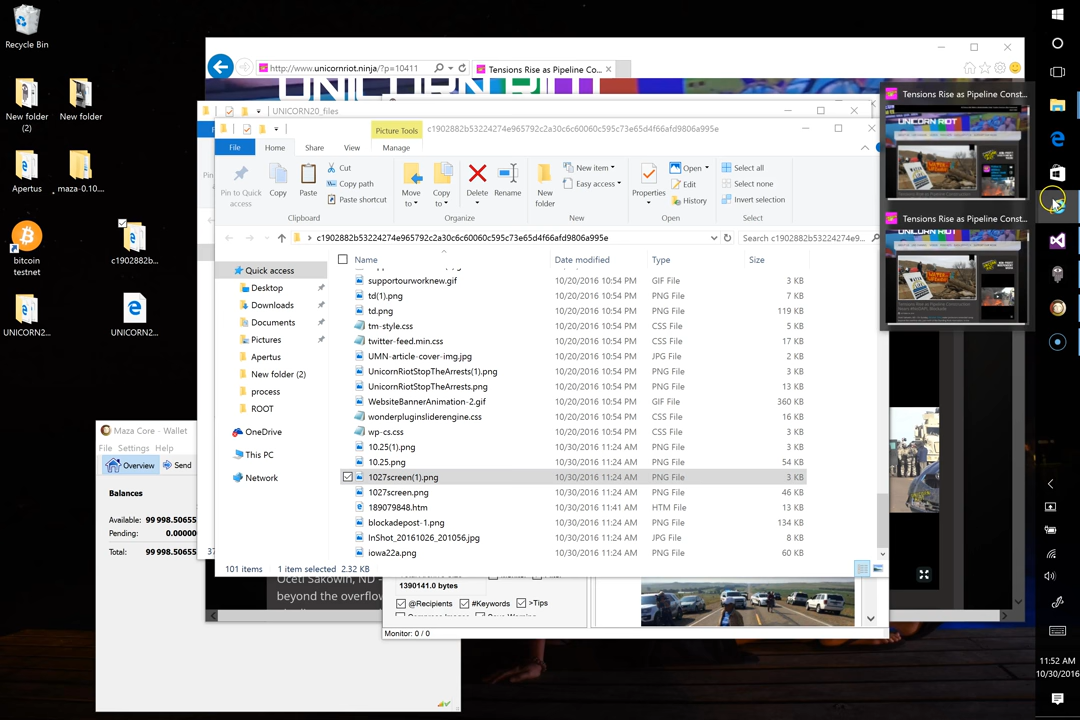 Recycle Bin
New folder
(2)
New folder
Apertus
maza-0.10....
bitcoin
testnet
c1902882b...
UNICORN2...
UNICORN2...
http://www.unicornriot.ninja/?p=10411
Tensions Rise as Pipeline Co...
UNICORN RIOT
UNICORN20_files
Picture Tools
c1902882b53224274e965792c2a30c6c60060c595c73e65d4f66afd9806a995e
File
Home
Share
View
Manage
Pin to Quick
access
Copy
Paste
Cut
Copy path
Paste shortcut
Move
to
Copy
to
Delete
Rename
New
folder
New item
Easy access
Properties
Open
Edit
History
Select all
Select none
Invert selection
Clipboard
Organize
New
Open
Select
c1902882b53224274e965792c2a30c6c60060c595c73e65d4f66afd9806a995e
Search c1902882b53224274e9...
Name
Date modified
Type
Size
Quick access
Desktop
Downloads
Documents
Pictures
Apertus
New folder (2)
process
ROOT
OneDrive
This PC
Network
supportourworknew.gif 10/20/2016 10:54 PM GIF File 3 KB
td(1).png 10/20/2016 10:54 PM PNG File 7 KB
td.png 10/20/2016 10:54 PM PNG File 119 KB
tm-style.css 10/20/2016 10:54 PM CSS File 5 KB
twitter-feed.min.css 10/20/2016 10:54 PM CSS File 17 KB
UMN-article-cover-img.jpg 10/20/2016 10:54 PM JPG File 2 KB
UnicornRiotStopTheArrests(1).png 10/20/2016 10:54 PM PNG File 3 KB
UnicornRiotStopTheArrests.png 10/20/2016 10:54 PM PNG File 13 KB
WebsiteBannerAnimation-2.gif 10/20/2016 10:54 PM GIF File 360 KB
wonderpluginsliderengine.css 10/20/2016 10:54 PM CSS File 16 KB
wp-cs.css 10/20/2016 10:54 PM CSS File 2 KB
10.25(1).png 10/30/2016 11:24 AM PNG File 3 KB
10.25.png 10/30/2016 11:24 AM PNG File 54 KB
1027screen(1).png 10/30/2016 11:24 AM PNG File 3 KB
1027screen.png 10/30/2016 11:24 AM PNG File 46 KB
189079848.htm 10/30/2016 11:41 AM HTM File 13 KB
blockadepost-1.png 10/30/2016 11:24 AM PNG File 134 KB
InShot_20161026_201056.jpg 10/30/2016 11:24 AM JPG File 8 KB
iowa22a.png 10/30/2016 11:24 AM PNG File 60 KB
101 items
1 item selected 2.32 KB
Tensions Rise as Pipeline Const...
UNICORN RIOT
Tensions Rise as Pipeline Const...
UNICORN RIOT
Maza Core - Wallet
File Settings Help
Overview
Send
Balances
Available: 99 998.50655
Pending: 0.00000
Total: 99 998.50655
Oceti Sakowin, ND -
beyond the overflow
1390141.0 bytes
@Recipients
#Keywords
>Tips
Monitor: 0 / 0
11:52 AM
10/30/2016